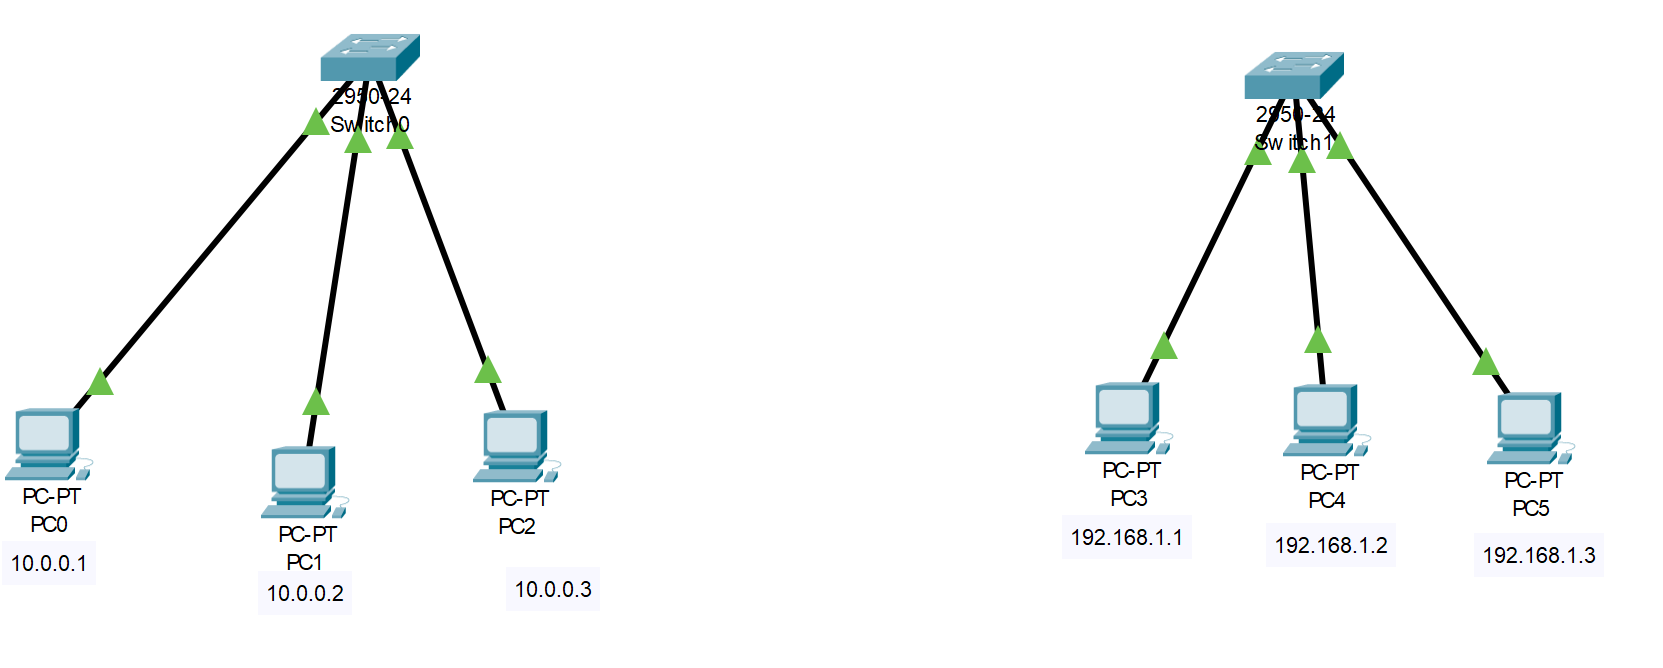 2950-24
Switch0
PC-PT
PC0
10.0.0.1
PC-PT
PC1
10.0.0.2
PC-PT
PC2
10.0.0.3
2950-24
Switch1
PC-PT
PC3
192.168.1.1
PC-PT
PC4
192.168.1.2
PC-PT
PC5
192.168.1.3